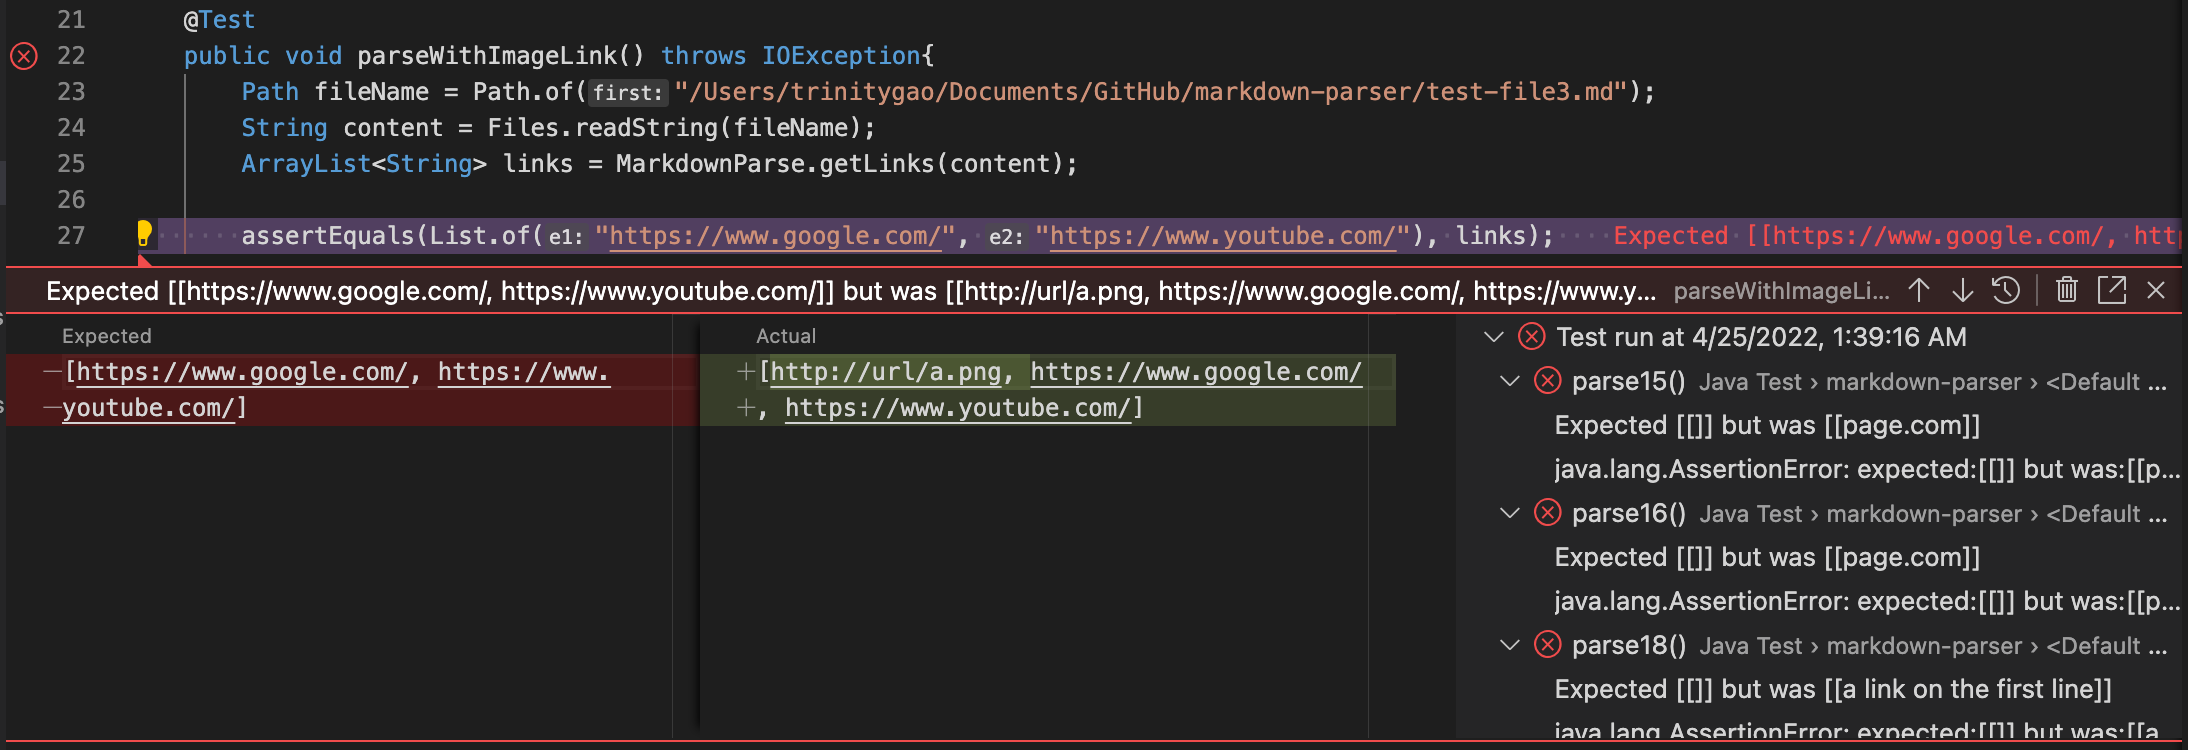 21 @Test
22 public void parseWithImageLink() throws IOException{
23 Path fileName = Path.of(first: "/Users/trinitygao/Documents/GitHub/markdown-parser/test-file3.md");
24 String content = Files.readString(fileName);
25 ArrayList<String> links = MarkdownParse.getLinks(content);
26
27 assertEquals(List.of(e1: "https://www.google.com/", e2: "https://www.youtube.com/"), links); Expected [[https://www.google.com/, htt
Expected [[https://www.google.com/, https://www.youtube.com/]] but was [[http://url/a.png, https://www.google.com/, https://www.y... parseWithImageLi...
Expected
−[https://www.google.com/, https://www.
−youtube.com/]
Actual
+[http://url/a.png, https://www.google.com/
+, https://www.youtube.com/]
Test run at 4/25/2022, 1:39:16 AM
parse15() Java Test › markdown-parser › <Default ...
Expected [[]] but was [[page.com]]
java.lang.AssertionError: expected:[[]] but was:[[p...
parse16() Java Test › markdown-parser › <Default ...
Expected [[]] but was [[page.com]]
java.lang.AssertionError: expected:[[]] but was:[[p...
parse18() Java Test › markdown-parser › <Default ...
Expected [[]] but was [[a link on the first line]]
java.lang.AssertionError: expected:[[]] but was:[[a